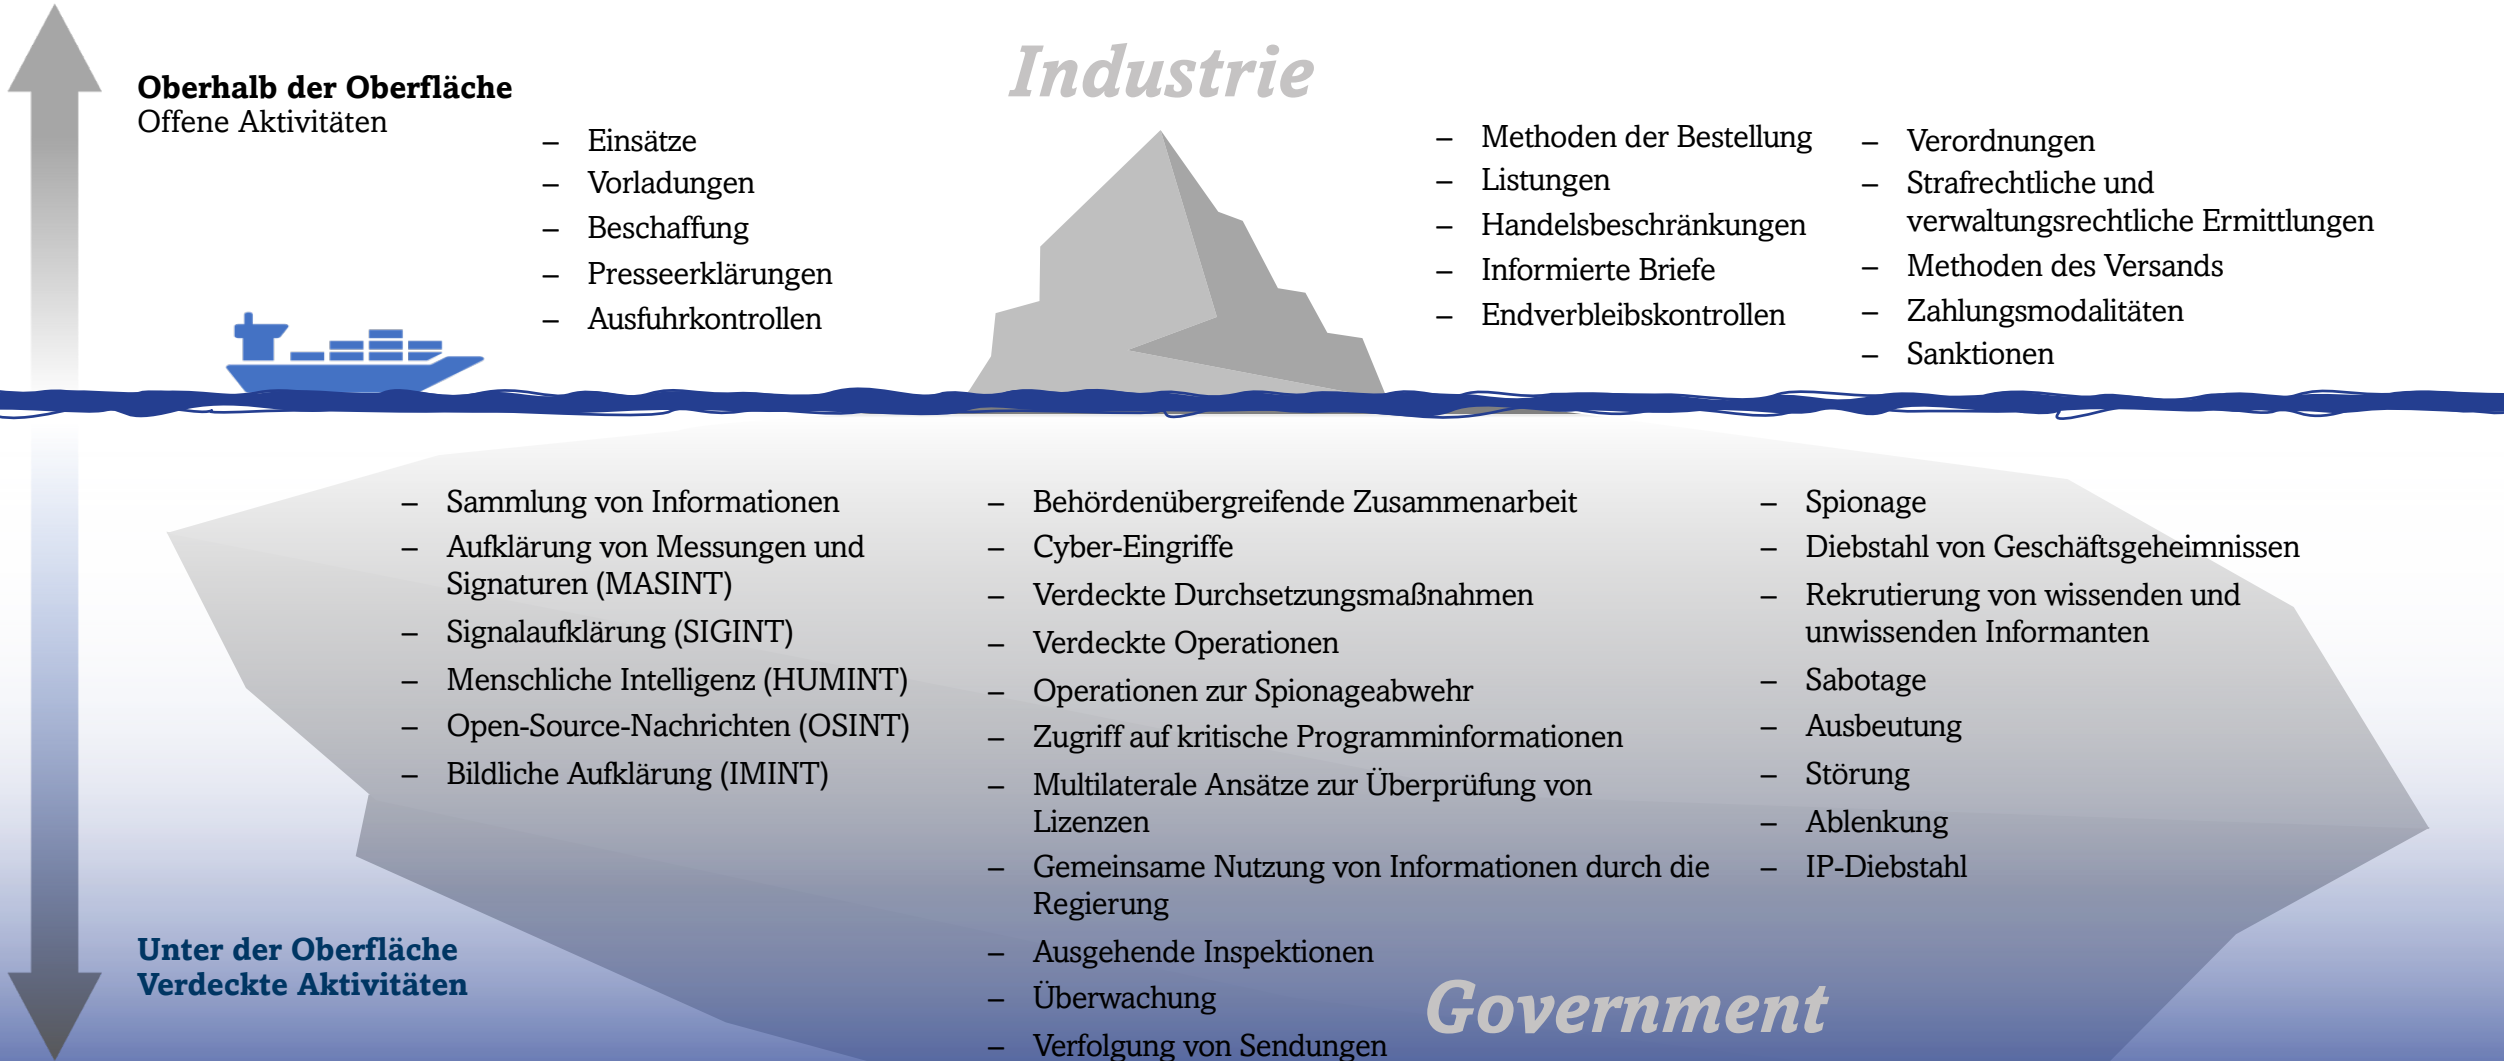 Industrie
Oberhalb der Oberfläche
Offene Aktivitäten
– Einsätze
– Vorladungen
– Beschaffung
– Presseerklärungen
– Ausfuhrkontrollen
– Methoden der Bestellung
– Listungen
– Handelsbeschränkungen
– Informierte Briefe
– Endverbleibskontrollen
– Verordnungen
– Strafrechtliche und
verwaltungsrechtliche Ermittlungen
– Methoden des Versands
– Zahlungsmodalitäten
– Sanktionen
– Sammlung von Informationen
– Aufklärung von Messungen und
Signaturen (MASINT)
– Signalaufklärung (SIGINT)
– Menschliche Intelligenz (HUMINT)
– Open-Source-Nachrichten (OSINT)
– Bildliche Aufklärung (IMINT)
– Behördenübergreifende Zusammenarbeit
– Cyber-Eingriffe
– Verdeckte Durchsetzungsmaßnahmen
– Verdeckte Operationen
– Operationen zur Spionageabwehr
– Zugriff auf kritische Programminformationen
– Multilaterale Ansätze zur Überprüfung von
Lizenzen
– Gemeinsame Nutzung von Informationen durch die
Regierung
– Ausgehende Inspektionen
– Überwachung
– Verfolgung von Sendungen
– Spionage
– Diebstahl von Geschäftsgeheimnissen
– Rekrutierung von wissenden und
unwissenden Informanten
– Sabotage
– Ausbeutung
– Störung
– Ablenkung
– IP-Diebstahl
Unter der Oberfläche
Verdeckte Aktivitäten
Government